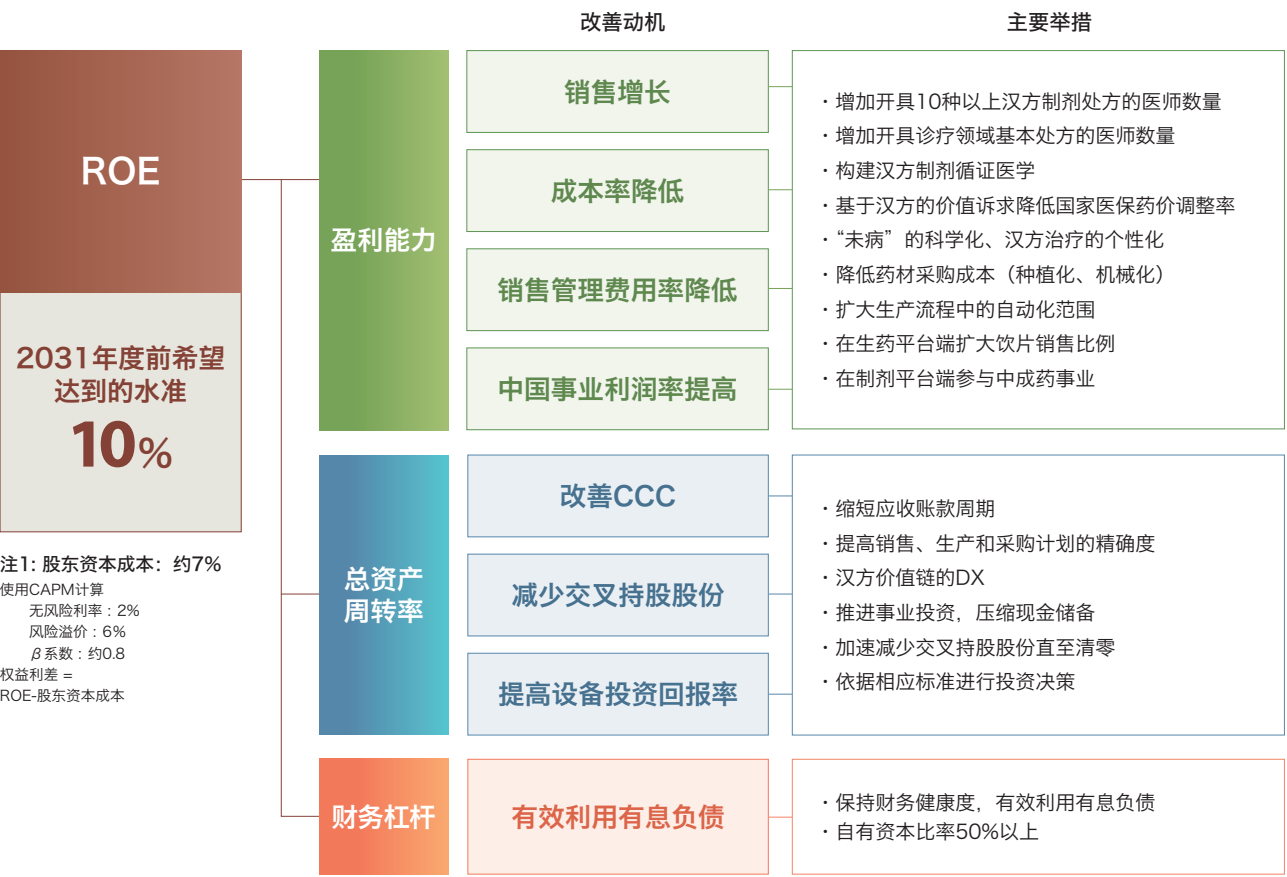 改善动机
主要举措
ROE
2031年度前希望
达到的水准
10%
注1: 股东资本成本：约7%
使用CAPM计算
无风险利率：2%
风险溢价：6%
β系数：约0.8
权益利差 =
ROE-股东资本成本
盈利能力
销售增长
成本率降低
销售管理费用率降低
中国事业利润率提高
・增加开具10种以上汉方制剂处方的医师数量
・增加开具诊疗领域基本处方的医师数量
・构建汉方制剂循证医学
・基于汉方的价值诉求降低国家医保药价调整率
・“未病”的科学化、汉方治疗的个性化
・降低药材采购成本（种植化、机械化）
・扩大生产流程中的自动化范围
・在生药平台端扩大饮片销售比例
・在制剂平台端参与中成药事业
总资产
周转率
改善CCC
减少交叉持股股份
提高设备投资回报率
・缩短应收账款周期
・提高销售、生产和采购计划的精确度
・汉方价值链的DX
・推进事业投资，压缩现金储备
・加速减少交叉持股股份直至清零
・依据相应标准进行投资决策
财务杠杆
有效利用有息负债
・保持财务健康度，有效利用有息负债
・自有资本比率50%以上